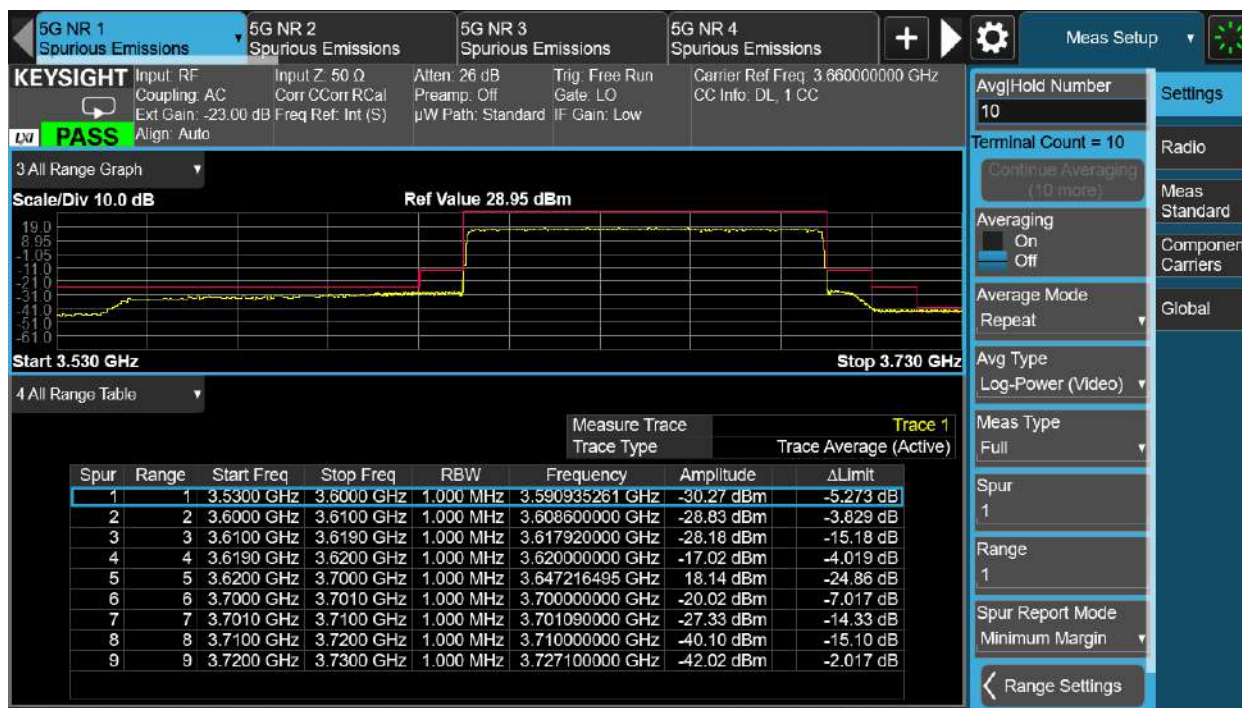 5G NR 1
Spurious Emissions
5G NR 2
Spurious Emissions
5G NR 3
Spurious Emissions
5G NR 4
Spurious Emissions
Meas Setup
KEYSIGHT
LXI
PASS
Input: RF
Coupling: AC
Ext Gain: -23.00 dB
Align: Auto
Input Z: 50 Ω
Corr CCorr RCal
Freq Ref: Int (S)
Atten: 26 dB
Preamp: Off
µW Path: Standard
Trig: Free Run
Gate: LO
IF Gain: Low
Carrier Ref Freq: 3.660000000 GHz
CC Info: DL, 1 CC
3 All Range Graph
Scale/Div 10.0 dB
Ref Value 28.95 dBm
19.0
8.95
-1.05
-11.0
-21.0
-31.0
-41.0
-51.0
-61.0
Start 3.530 GHz
Stop 3.730 GHz
4 All Range Table
Measure Trace Trace 1
Trace Type Trace Average (Active)
Spur Range Start Freq Stop Freq RBW Frequency Amplitude ΔLimit
1 1 3.5300 GHz 3.6000 GHz 1.000 MHz 3.590935261 GHz -30.27 dBm -5.273 dB
2 2 3.6000 GHz 3.6100 GHz 1.000 MHz 3.608600000 GHz -28.83 dBm -3.829 dB
3 3 3.6100 GHz 3.6190 GHz 1.000 MHz 3.617920000 GHz -28.18 dBm -15.18 dB
4 4 3.6190 GHz 3.6200 GHz 1.000 MHz 3.620000000 GHz -17.02 dBm -4.019 dB
5 5 3.6200 GHz 3.7000 GHz 1.000 MHz 3.647216495 GHz 18.14 dBm -24.86 dB
6 6 3.7000 GHz 3.7010 GHz 1.000 MHz 3.700000000 GHz -20.02 dBm -7.017 dB
7 7 3.7010 GHz 3.7100 GHz 1.000 MHz 3.701090000 GHz -27.33 dBm -14.33 dB
8 8 3.7100 GHz 3.7200 GHz 1.000 MHz 3.710000000 GHz -40.10 dBm -15.10 dB
9 9 3.7200 GHz 3.7300 GHz 1.000 MHz 3.727100000 GHz -42.02 dBm -2.017 dB
Avg|Hold Number
10
Terminal Count = 10
Continue Averaging
(10 more)
Averaging
On
Off
Average Mode
Repeat
Avg Type
Log-Power (Video)
Meas Type
Full
Spur
1
Range
1
Spur Report Mode
Minimum Margin
Range Settings
Settings
Radio
Meas
Standard
Componen
Carriers
Global